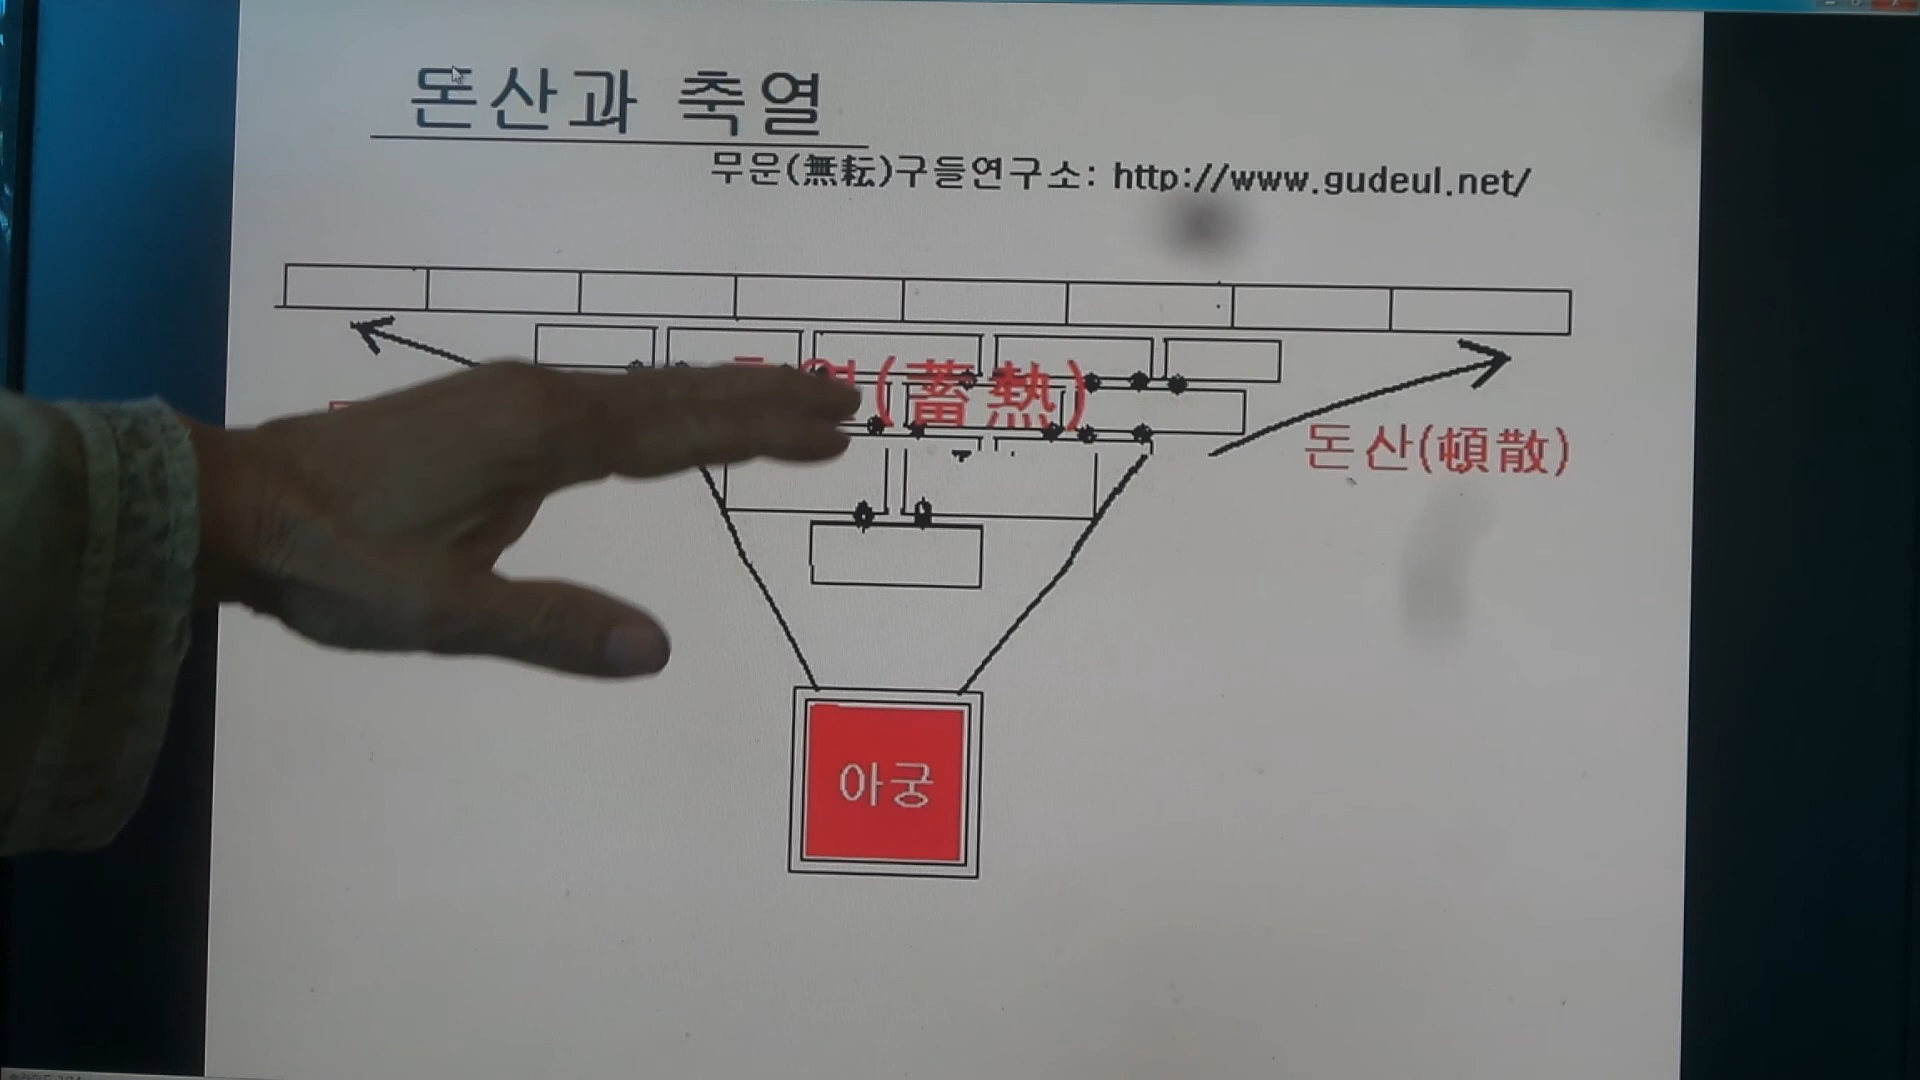 돈산과 축열
무운(無耘)구들연구소: http://www.gudeul.net/
(蓄熱)
돈산(頓散)
아궁